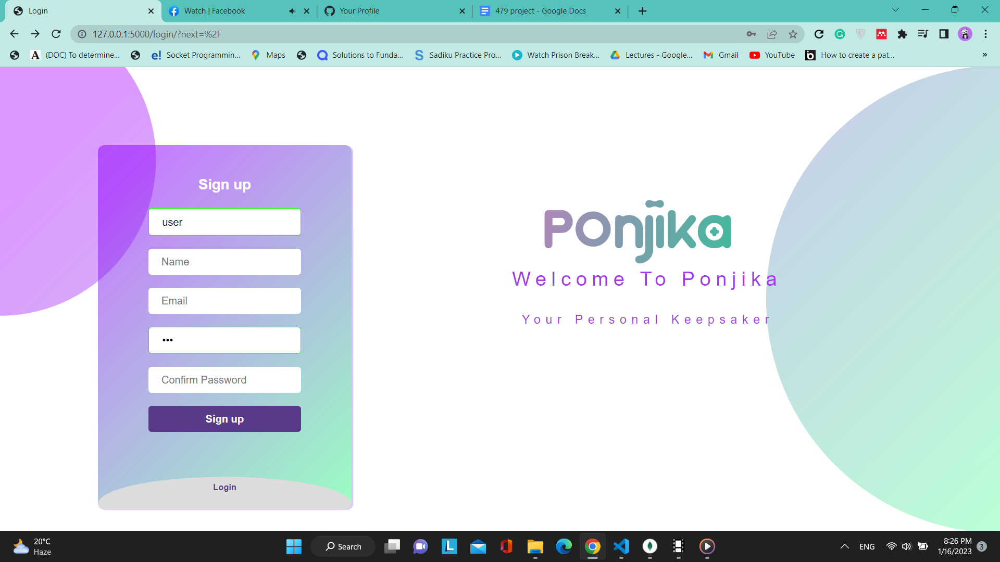 Login
Watch | Facebook
Your Profile
479 project - Google Docs
127.0.0.1:5000/login/?next=%2F
(DOC) To determine...
Socket Programmin...
Maps
Solutions to Funda...
Sadiku Practice Pro...
Watch Prison Break...
Lectures - Google...
Gmail
YouTube
How to create a pat...
»
Sign up
user
Name
Email
•••
Confirm Password
Sign up
Login
Ponjika
Welcome To Ponjika
Your Personal Keepsaker
20°C
Haze
Search
ENG
8:26 PM
1/16/2023
3